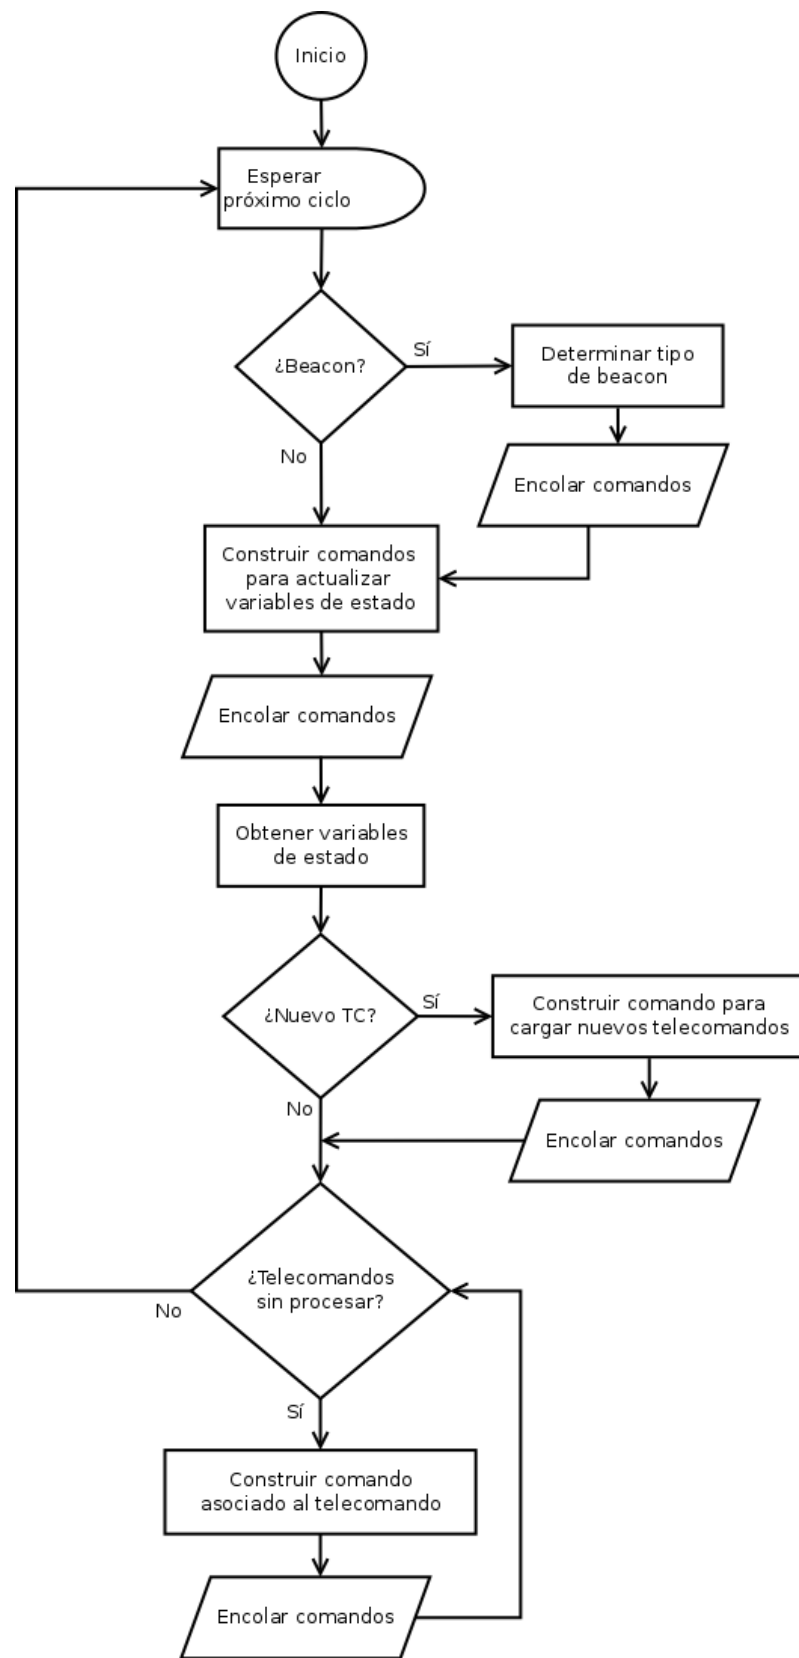 Inicio
Esperar
próximo ciclo
¿Beacon?
Sí
Determinar tipo
de beacon
No
Encolar comandos
Construir comandos
para actualizar
variables de estado
Encolar comandos
Obtener variables
de estado
¿Nuevo TC?
Sí
Construir comando para
cargar nuevos telecomandos
No
Encolar comandos
¿Telecomandos
sin procesar?
No
Sí
Construir comando
asociado al telecomando
Encolar comandos